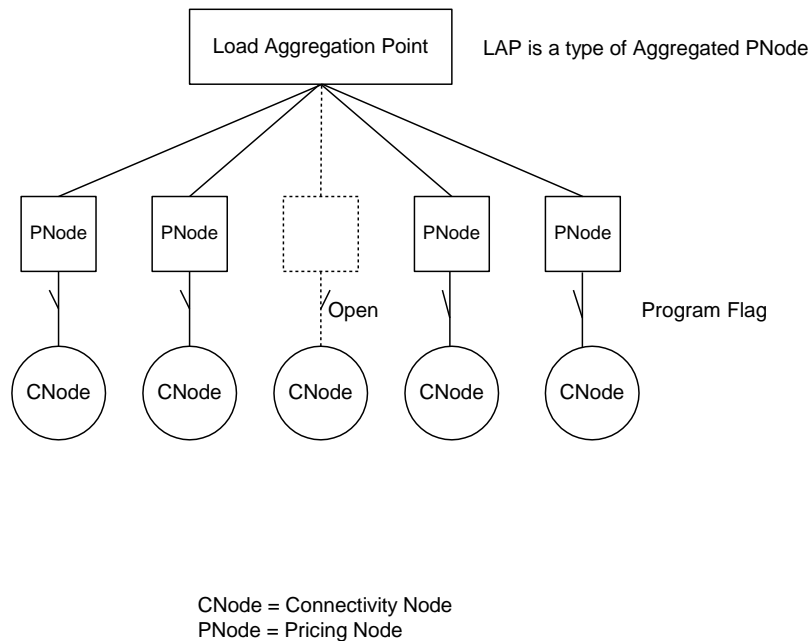 Load Aggregation Point
LAP is a type of Aggregated PNode
PNode
PNode
PNode
PNode
Open
Program Flag
CNode
CNode
CNode
CNode
CNode
CNode = Connectivity Node
PNode = Pricing Node